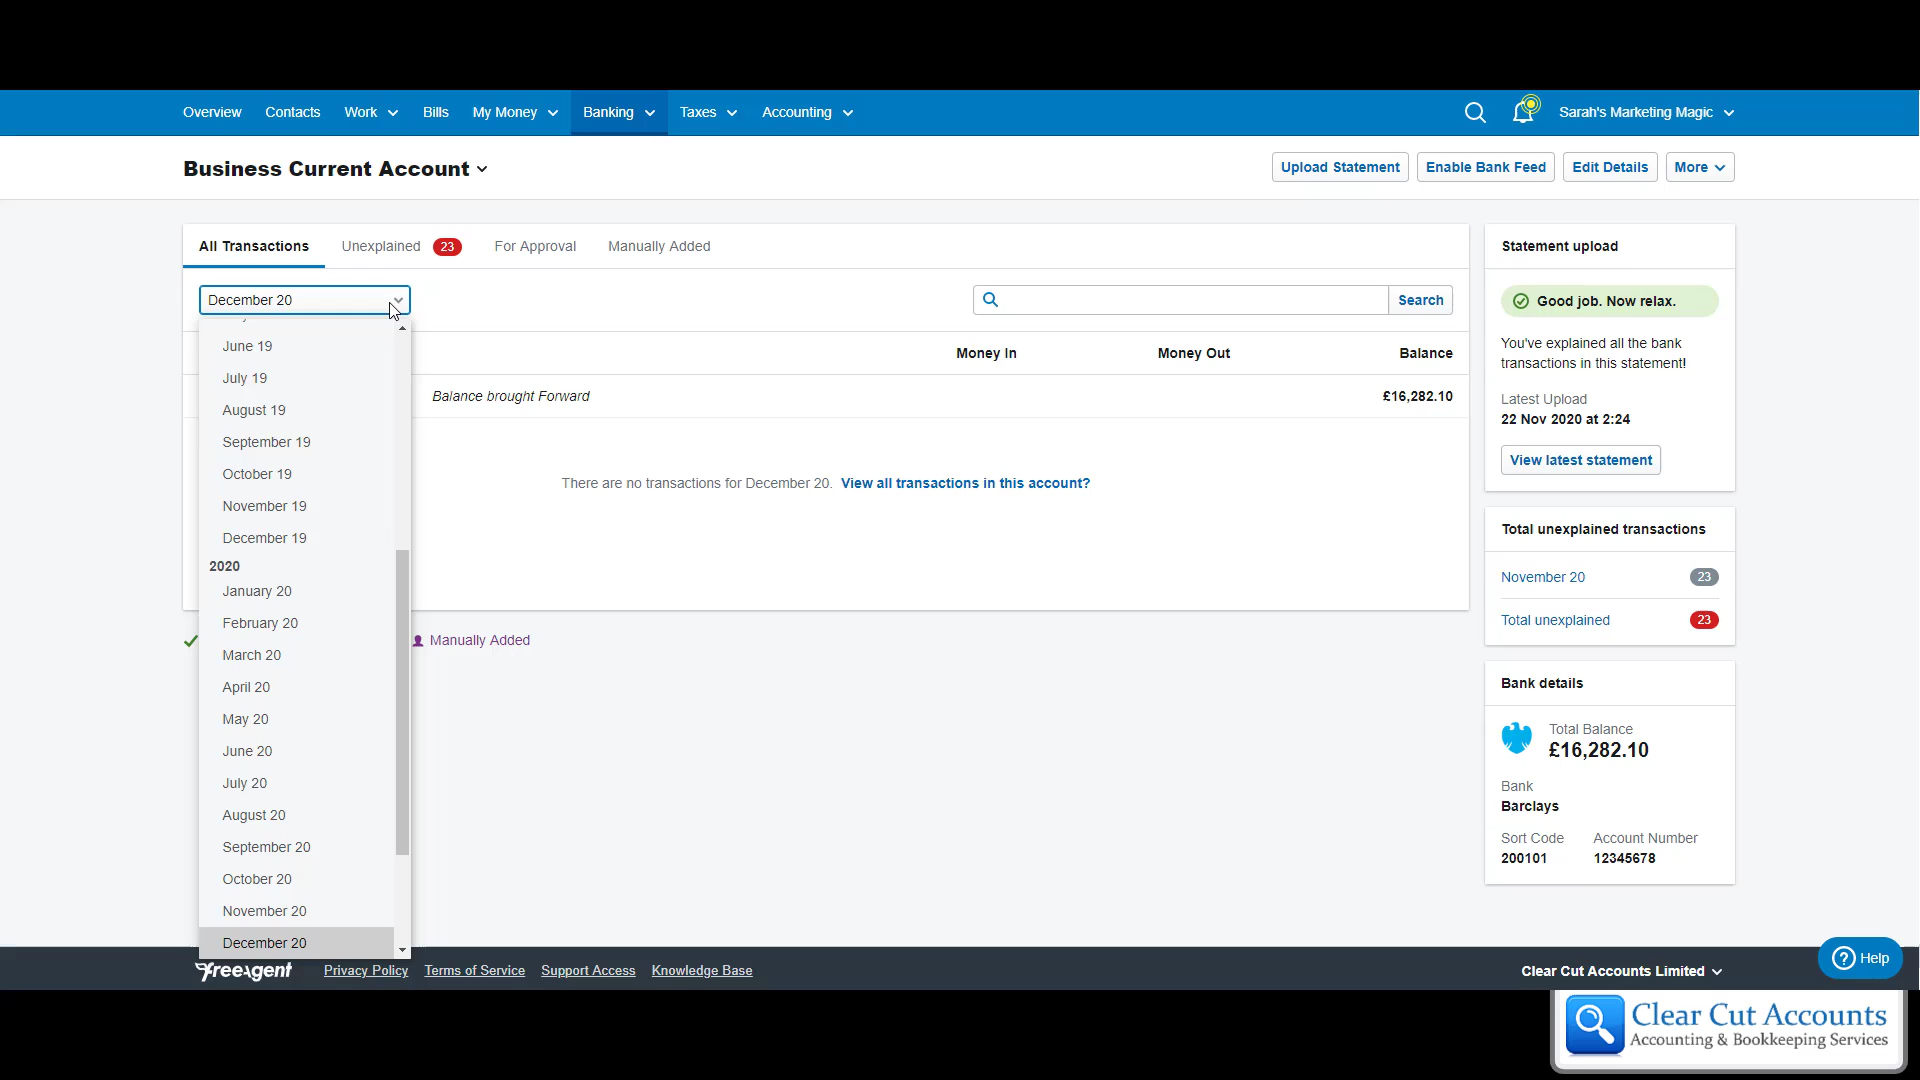 Overview Contacts Work Bills My Money Banking Taxes Accounting Sarah's Marketing Magic
Business Current Account Upload Statement Enable Bank Feed Edit Details More
All Transactions Unexplained 23 For Approval Manually Added
December 20 Search
Money In Money Out Balance
Balance brought Forward £16,282.10
There are no transactions for December 20. View all transactions in this account?
June 19
July 19
August 19
September 19
October 19
November 19
December 19
2020
January 20
February 20
March 20
April 20
May 20
June 20
July 20
August 20
September 20
October 20
November 20
December 20
Manually Added
Statement upload
Good job. Now relax.
You've explained all the bank
transactions in this statement!
Latest Upload
22 Nov 2020 at 2:24
View latest statement
Total unexplained transactions
November 20 23
Total unexplained 23
Bank details
Total Balance
£16,282.10
Bank
Barclays
Sort Code Account Number
200101 12345678
freeagent Privacy Policy Terms of Service Support Access Knowledge Base Clear Cut Accounts Limited
? Help
Clear Cut Accounts
Accounting & Bookkeeping Services